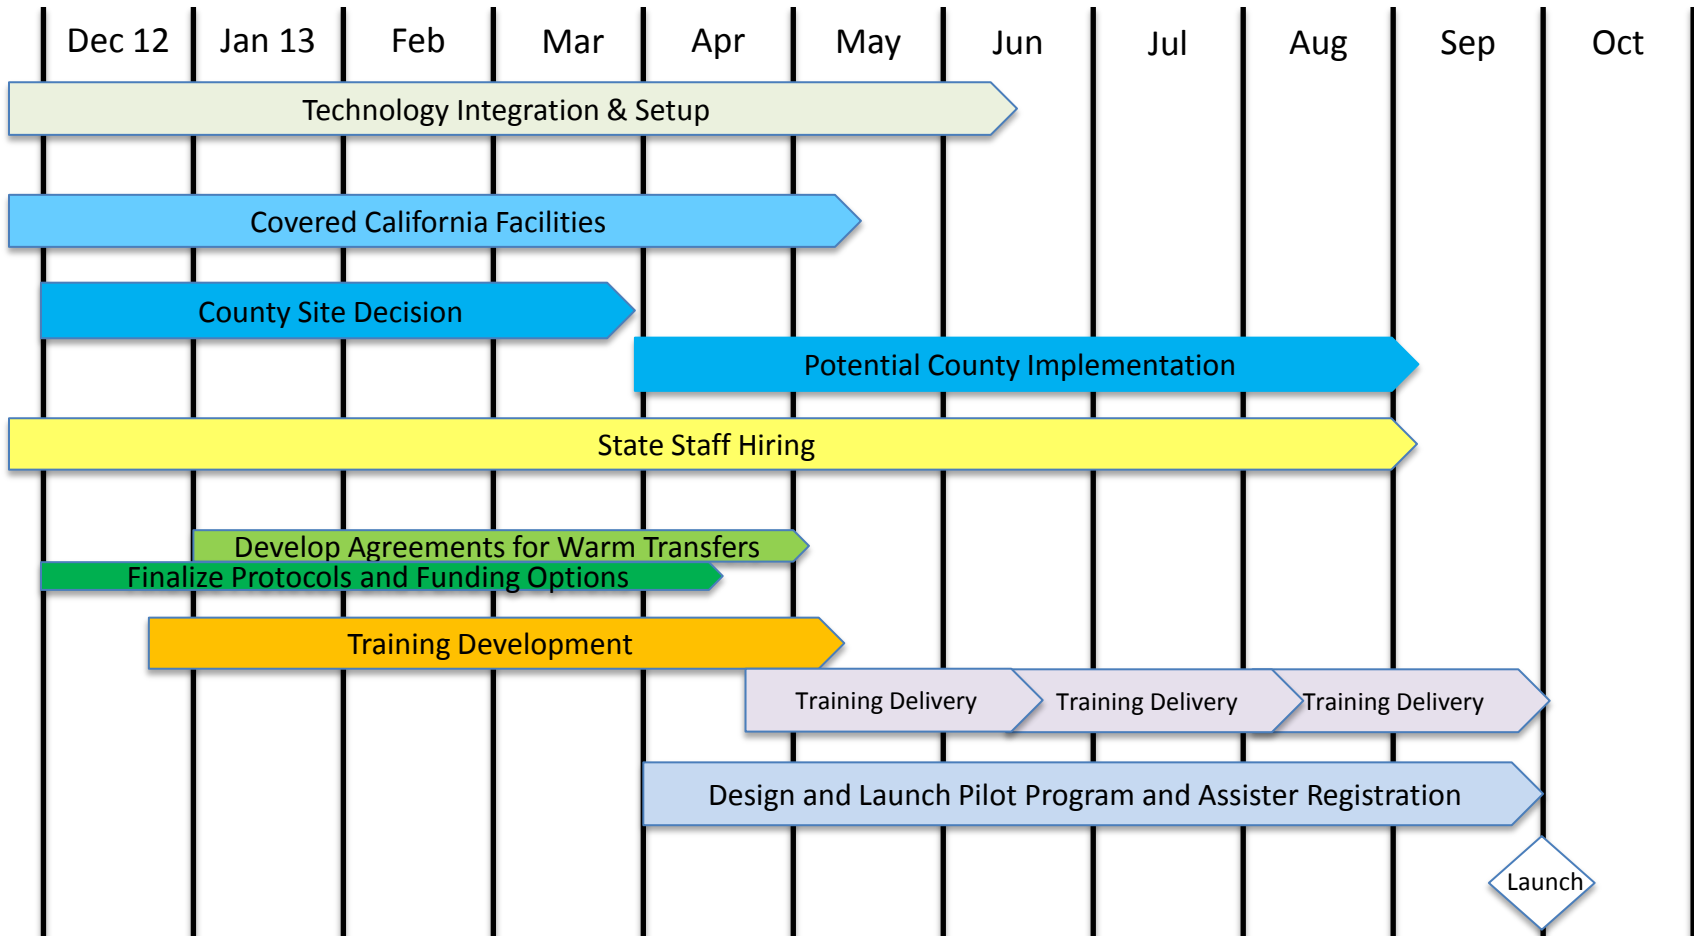 Dec 12
Jan 13
Feb
Mar
Apr
May
Jun
Jul
Aug
Sep
Oct
Technology Integration & Setup
Covered California Facilities
County Site Decision
Potential County Implementation
State Staff Hiring
Develop Agreements for Warm Transfers
Finalize Protocols and Funding Options
Training Development
Training Delivery
Training Delivery
Training Delivery
Design and Launch Pilot Program and Assister Registration
Launch